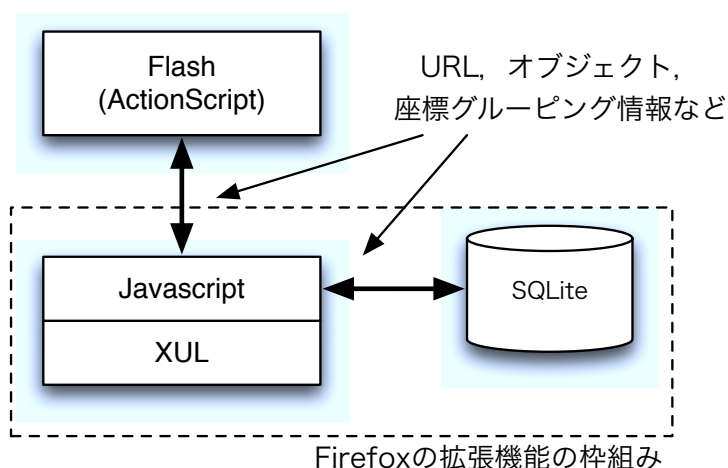 Flash
(ActionScript)
URL，オブジェクト，
座標グルーピング情報など
Javascript
XUL
SQLite
Firefoxの拡張機能の枠組み